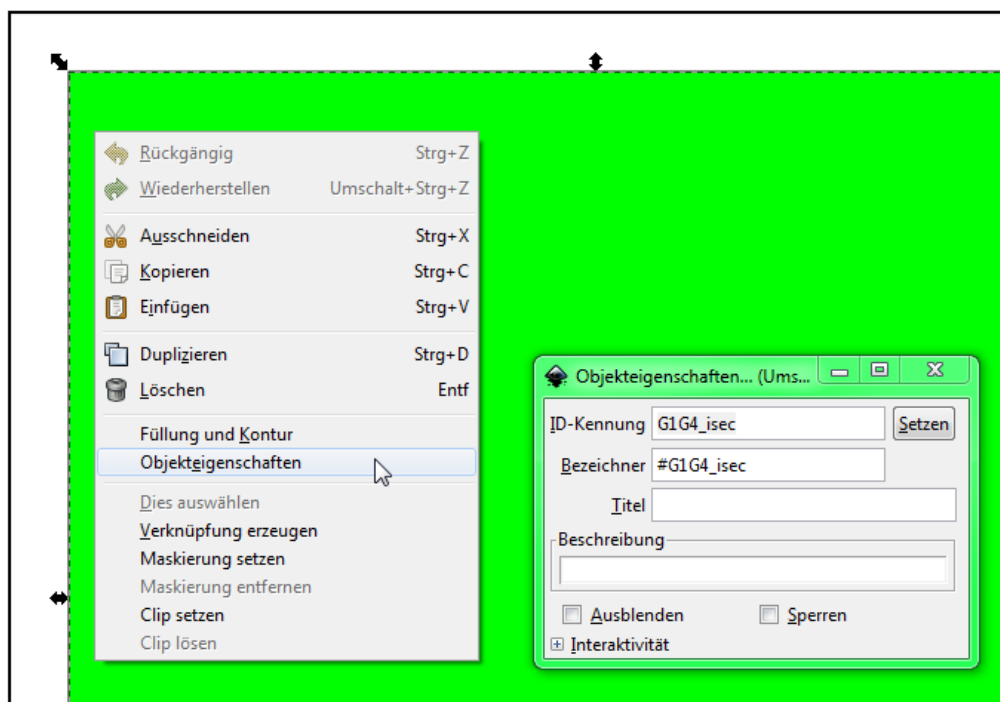 Rückgängig Strg+Z
Wiederherstellen Umschalt+Strg+Z
Ausschneiden Strg+X
Kopieren Strg+C
Einfügen Strg+V
Duplizieren Strg+D
Löschen Entf
Füllung und Kontur
Objekteigenschaften
Dies auswählen
Verknüpfung erzeugen
Maskierung setzen
Maskierung entfernen
Clip setzen
Clip lösen
Objekteigenschaften... (Ums...
ID-Kennung G1G4_isec Setzen
Bezeichner #G1G4_isec
Titel
Beschreibung
Ausblenden Sperren
Interaktivität